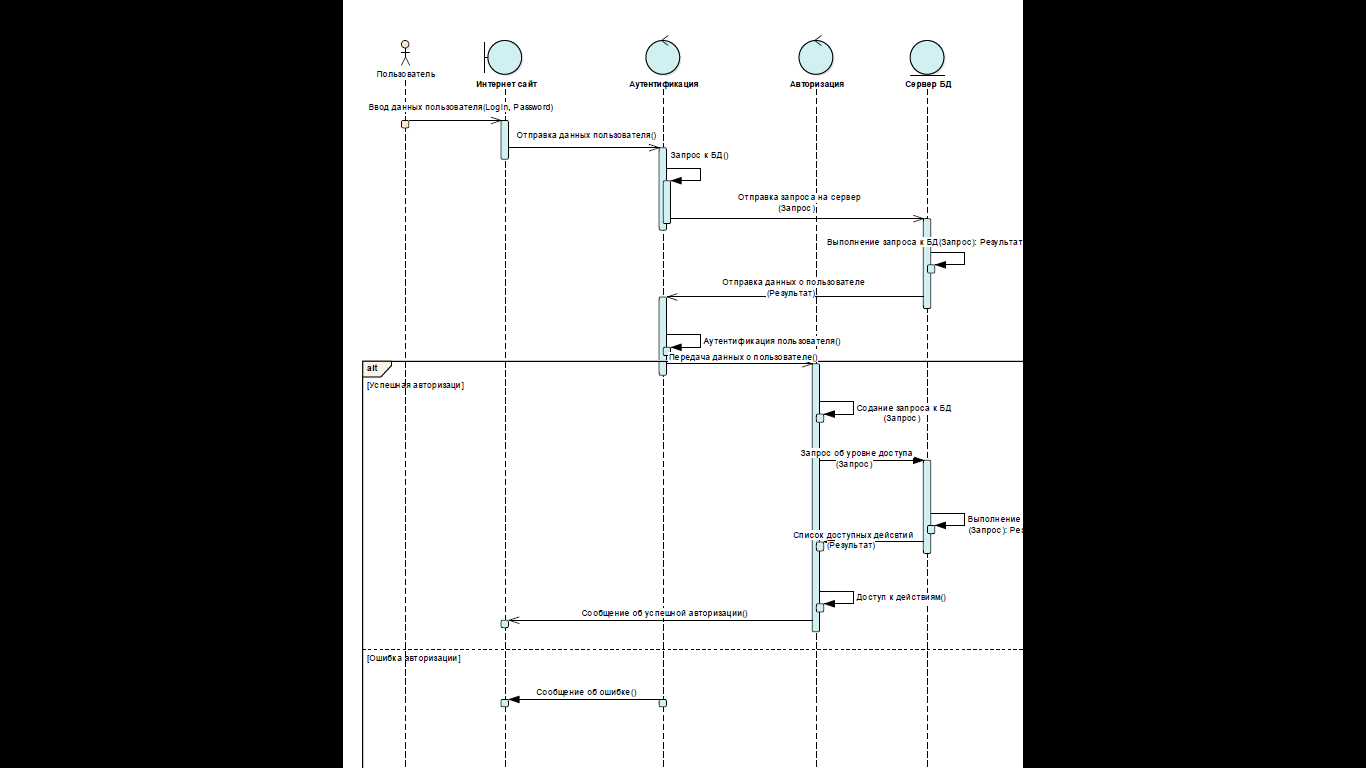 Пользователь
Интернет сайт
Аутентификация
Авторизация
Сервер БД
Ввод данных пользователя(Login, Password)
Отправка данных пользователя()
Запрос к БД()
Отправка запроса на сервер
(Запрос)
Выполнение запроса к БД(Запрос): Результат
Отправка данных о пользователе
(Результат)
Аутентификация пользователя()
Передача данных о пользователе()
alt
[Успешная авторизаци]
Содание запроса к БД
(Запрос)
Запрос об уровне доступа
(Запрос)
Выполнение
(Запрос): Рез
Список доступных дейсвтий
(Результат)
Доступ к действиям()
Сообщение об успешной авторизации()
[Ошибка авторизации]
Сообщение об ошибке()